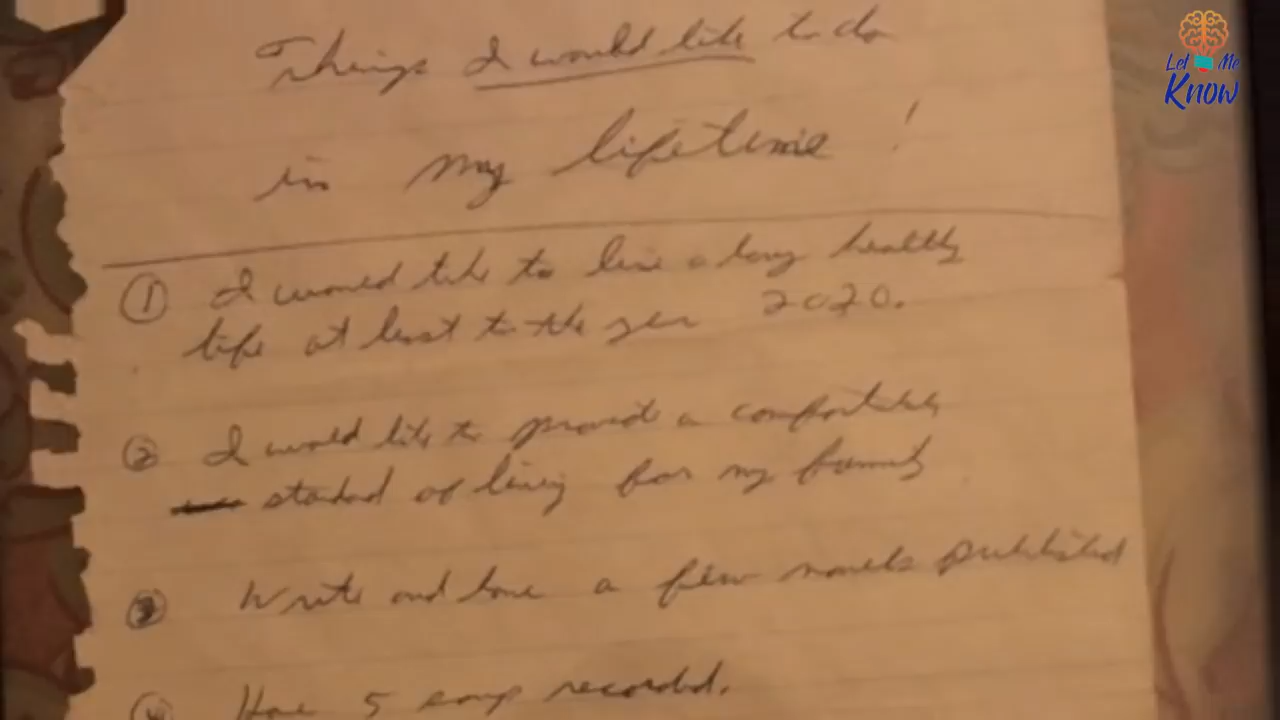 Things I would like to do
in my lifetime!
① I would like to live a long healthy
life at least to the year 2020.
② I would like to provide a comfortable
standard of living for my family
③ Write and have a few novels published
④ Have 5 songs recorded.
Let Me
Know